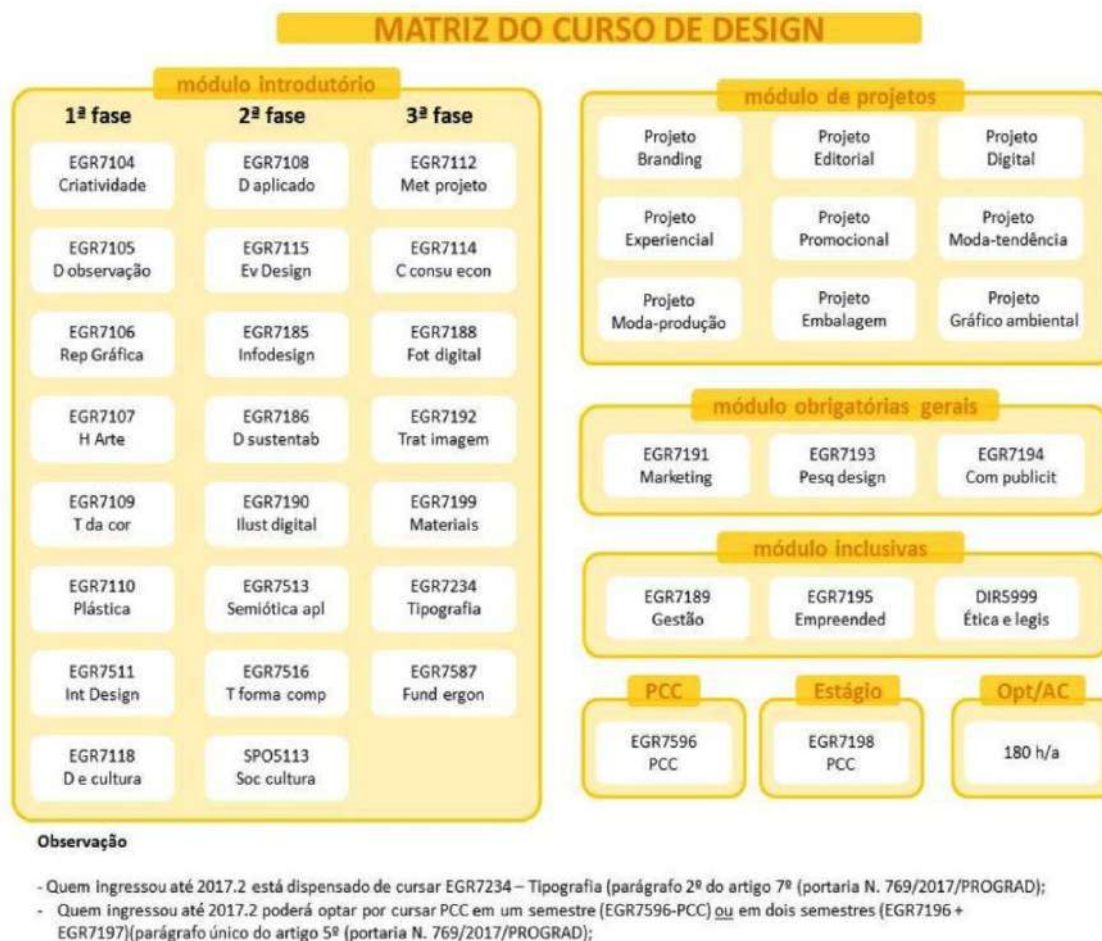 MATRIZ DO CURSO DE DESIGN
módulo introdutório
1ª fase
2ª fase
3ª fase
EGR7104
Criatividade
EGR7108
D aplicado
EGR7112
Met projeto
EGR7105
D observação
EGR7115
Ev Design
EGR7114
C consu econ
EGR7106
Rep Gráfica
EGR7185
Infodesign
EGR7188
Fot digital
EGR7107
H Arte
EGR7186
D sustentab
EGR7192
Trat imagem
EGR7109
T da cor
EGR7190
Ilust digital
EGR7199
Materiais
EGR7110
Plástica
EGR7513
Semiótica apl
EGR7234
Tipografia
EGR7511
Int Design
EGR7516
T forma comp
EGR7587
Fund ergon
EGR7118
D e cultura
SPO5113
Soc cultura
módulo de projetos
Projeto
Branding
Projeto
Editorial
Projeto
Digital
Projeto
Experiencial
Projeto
Promocional
Projeto
Moda-tendência
Projeto
Moda-produção
Projeto
Embalagem
Projeto
Gráfico ambiental
módulo obrigatórias gerais
EGR7191
Marketing
EGR7193
Pesq design
EGR7194
Com publicit
módulo inclusivas
EGR7189
Gestão
EGR7195
Empreended
DIR5999
Ética e legis
PCC
EGR7596
PCC
Estágio
EGR7198
PCC
Opt/AC
180 h/a
Observação
- Quem ingressou até 2017.2 está dispensado de cursar EGR7234 – Tipografia (parágrafo 2º do artigo 7º (portaria N. 769/2017/PROGRAD);
- Quem ingressou até 2017.2 poderá optar por cursar PCC em um semestre (EGR7596-PCC) ou em dois semestres (EGR7196 +
EGR7197)(parágrafo único do artigo 5º (portaria N. 769/2017/PROGRAD);